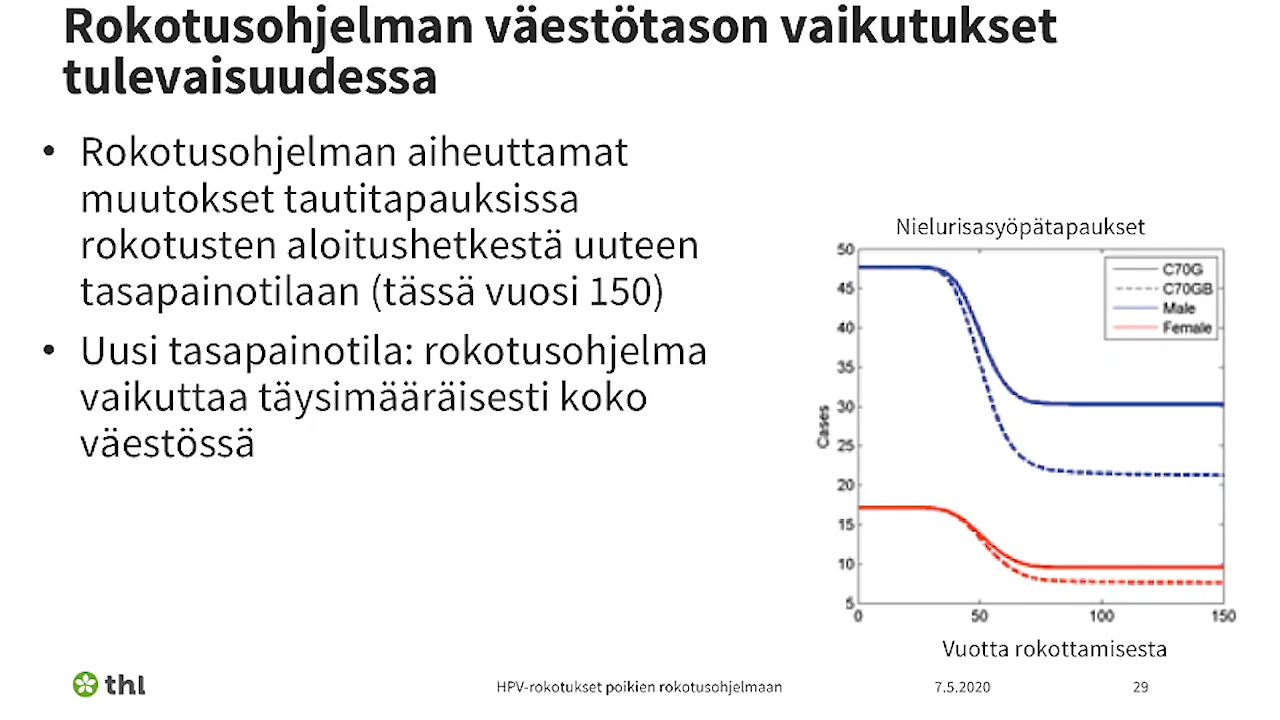 Rokotusohjelman väestötason vaikutukset
tulevaisuudessa
• Rokotusohjelman aiheuttamat
muutokset tautitapauksissa
rokotusten aloitushetkestä uuteen
tasapainotilaan (tässä vuosi 150)
• Uusi tasapainotila: rokotusohjelma
vaikuttaa täysimääräisesti koko
väestössä
Nielurisasyöpätapaukset
50
45
40
35
30
25
20
15
10
5
Cases
C70G
C70GB
Male
Female
0 50 100 150
Vuotta rokottamisesta
thl
HPV-rokotukset poikien rokotusohjelmaan
7.5.2020
29